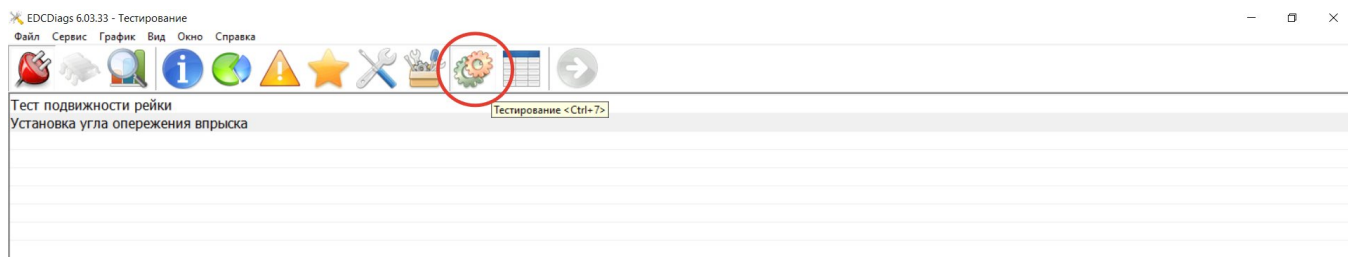 EDCDiags 6.03.33 - Тестирование
Файл Сервис График Вид Окно Справка
Тест подвижности рейки
Тестирование <Ctrl+7>
Установка угла опережения впрыска